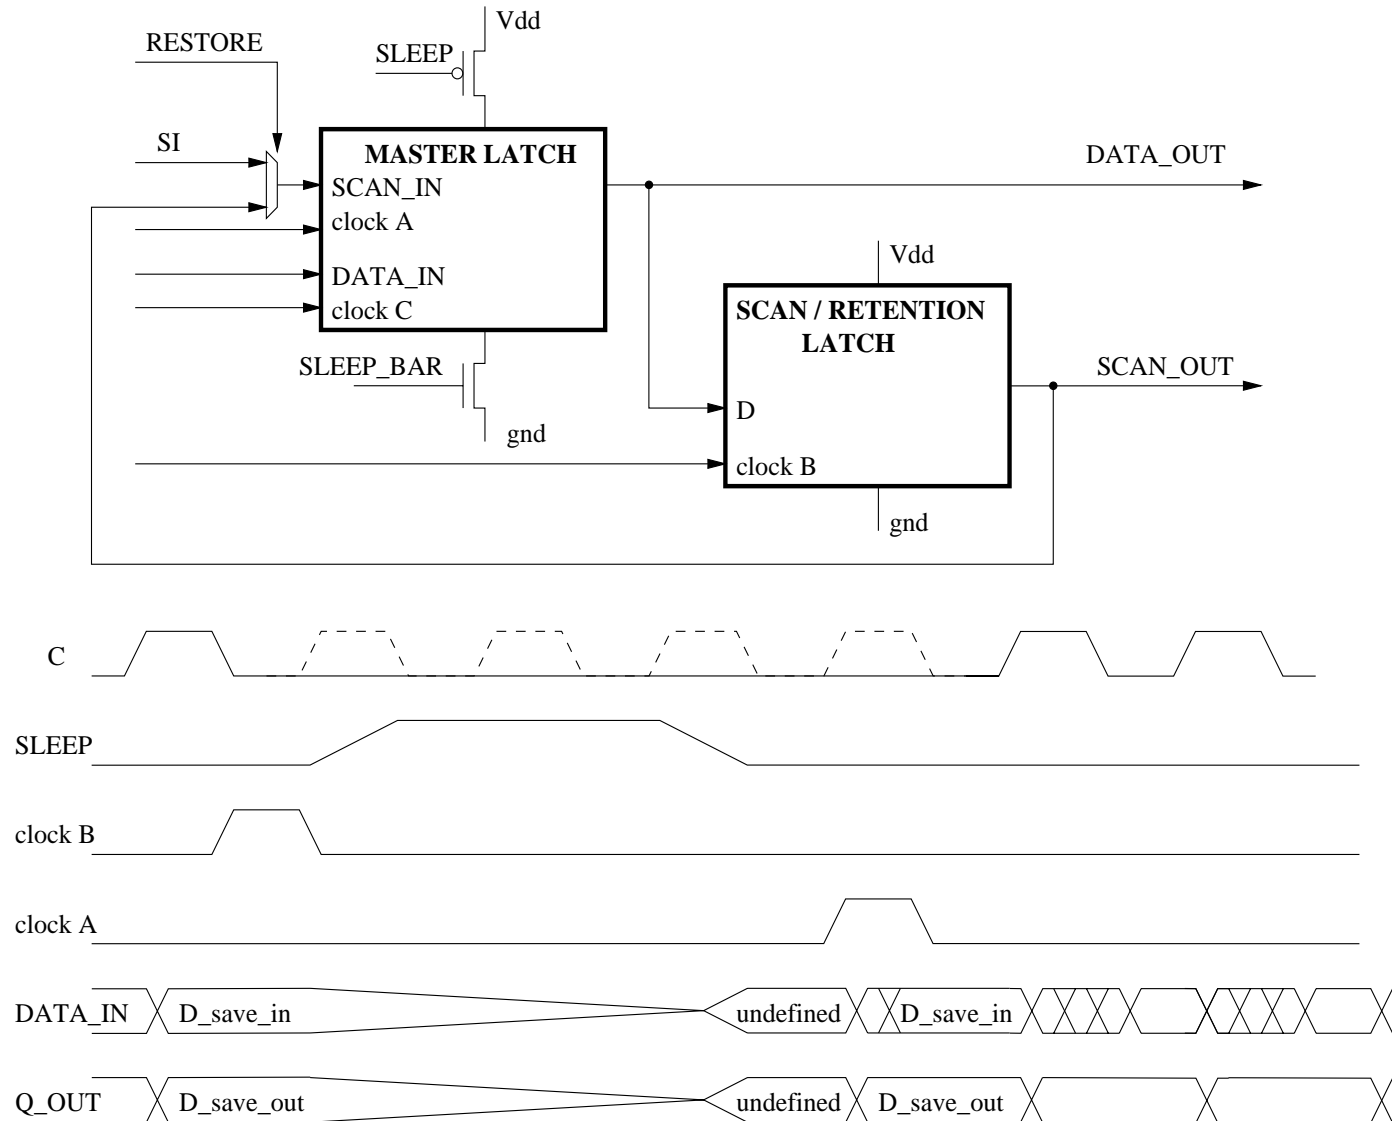 Vdd
RESTORE
SLEEP
SI
MASTER LATCH
DATA_OUT
SCAN_IN
clock A
Vdd
DATA_IN
clock C
SCAN / RETENTION
LATCH
SLEEP_BAR
SCAN_OUT
D
gnd
clock B
gnd
C
SLEEP
clock B
clock A
DATA_IN D_save_in undefined D_save_in
Q_OUT D_save_out undefined D_save_out